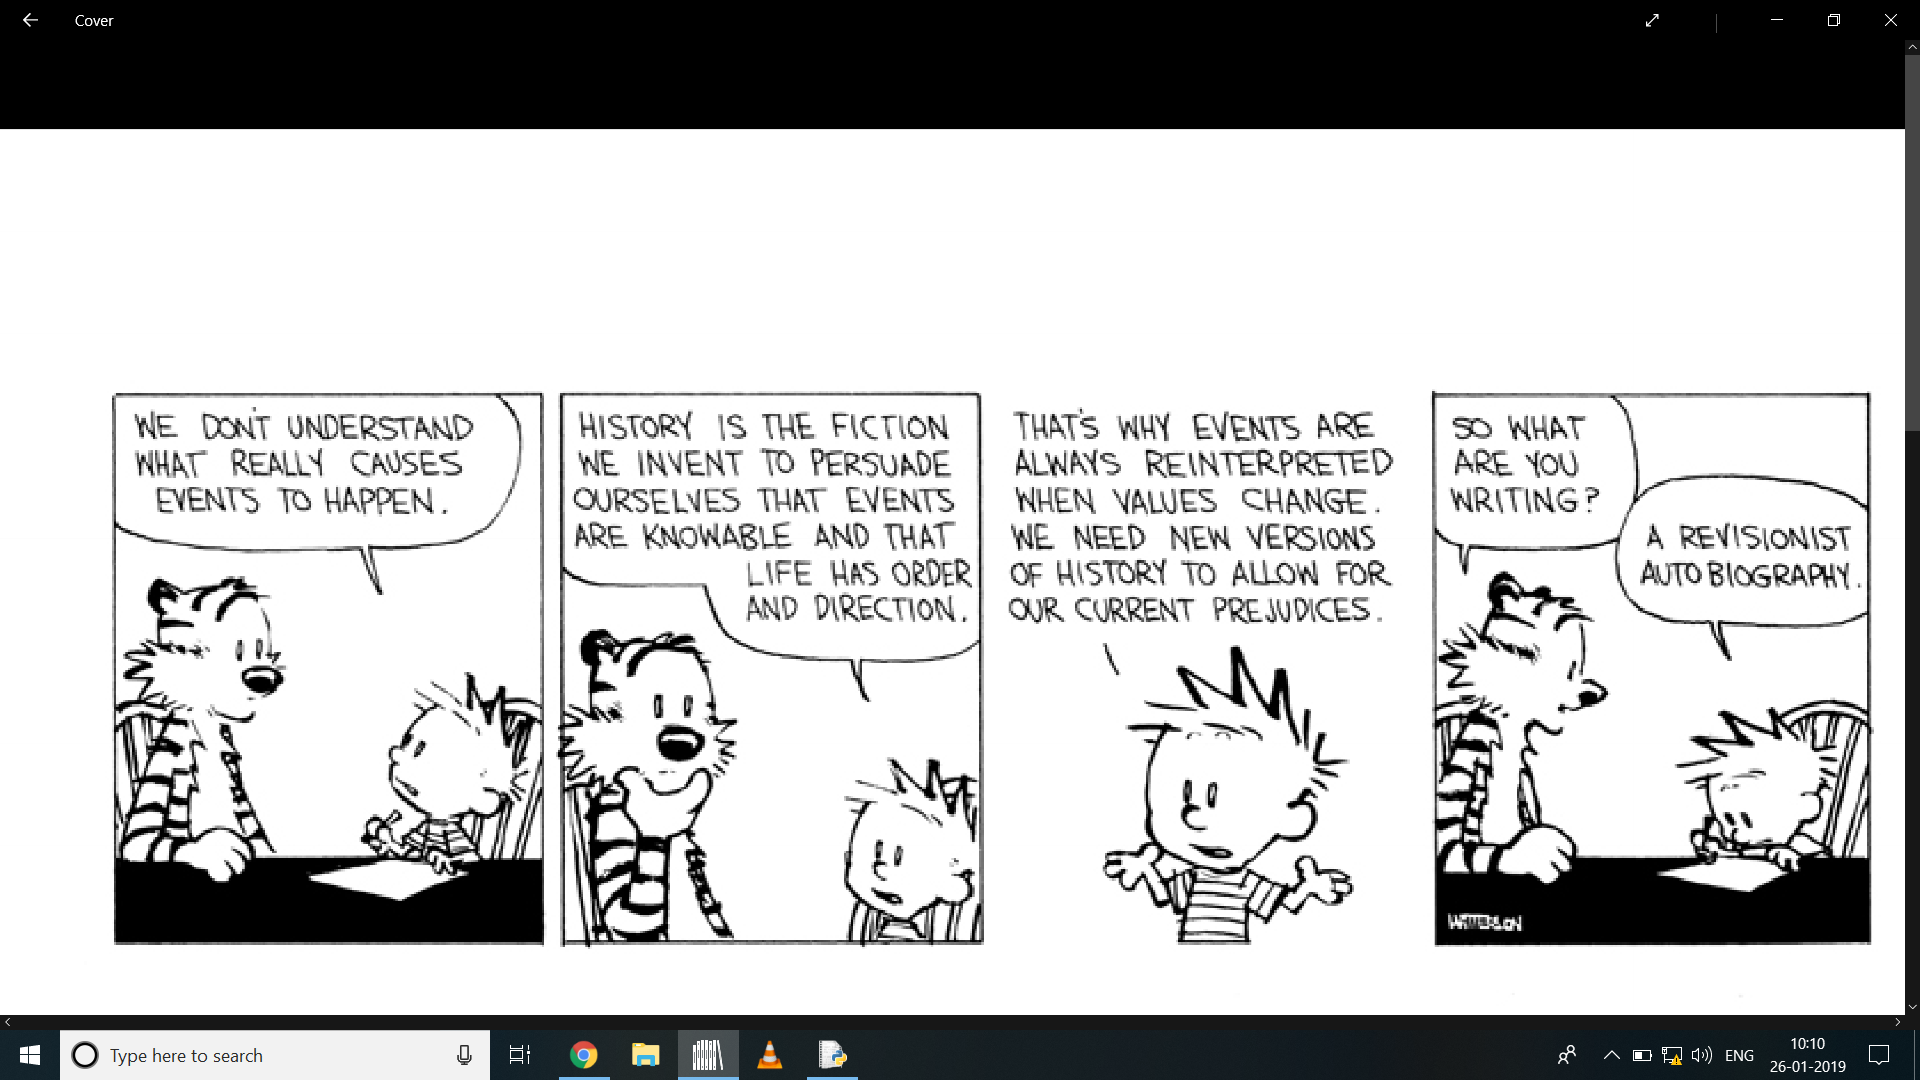 Cover
WE DON'T UNDERSTAND
WHAT REALLY CAUSES
EVENTS TO HAPPEN.
HISTORY IS THE FICTION
WE INVENT TO PERSUADE
OURSELVES THAT EVENTS
ARE KNOWABLE AND THAT
LIFE HAS ORDER
AND DIRECTION.
THAT'S WHY EVENTS ARE
ALWAYS REINTERPRETED
WHEN VALUES CHANGE.
WE NEED NEW VERSIONS
OF HISTORY TO ALLOW FOR
OUR CURRENT PREJUDICES.
SO WHAT
ARE YOU
WRITING?
A REVISIONIST
AUTOBIOGRAPHY.
WATTERSON
Type here to search
ENG
10:10
26-01-2019